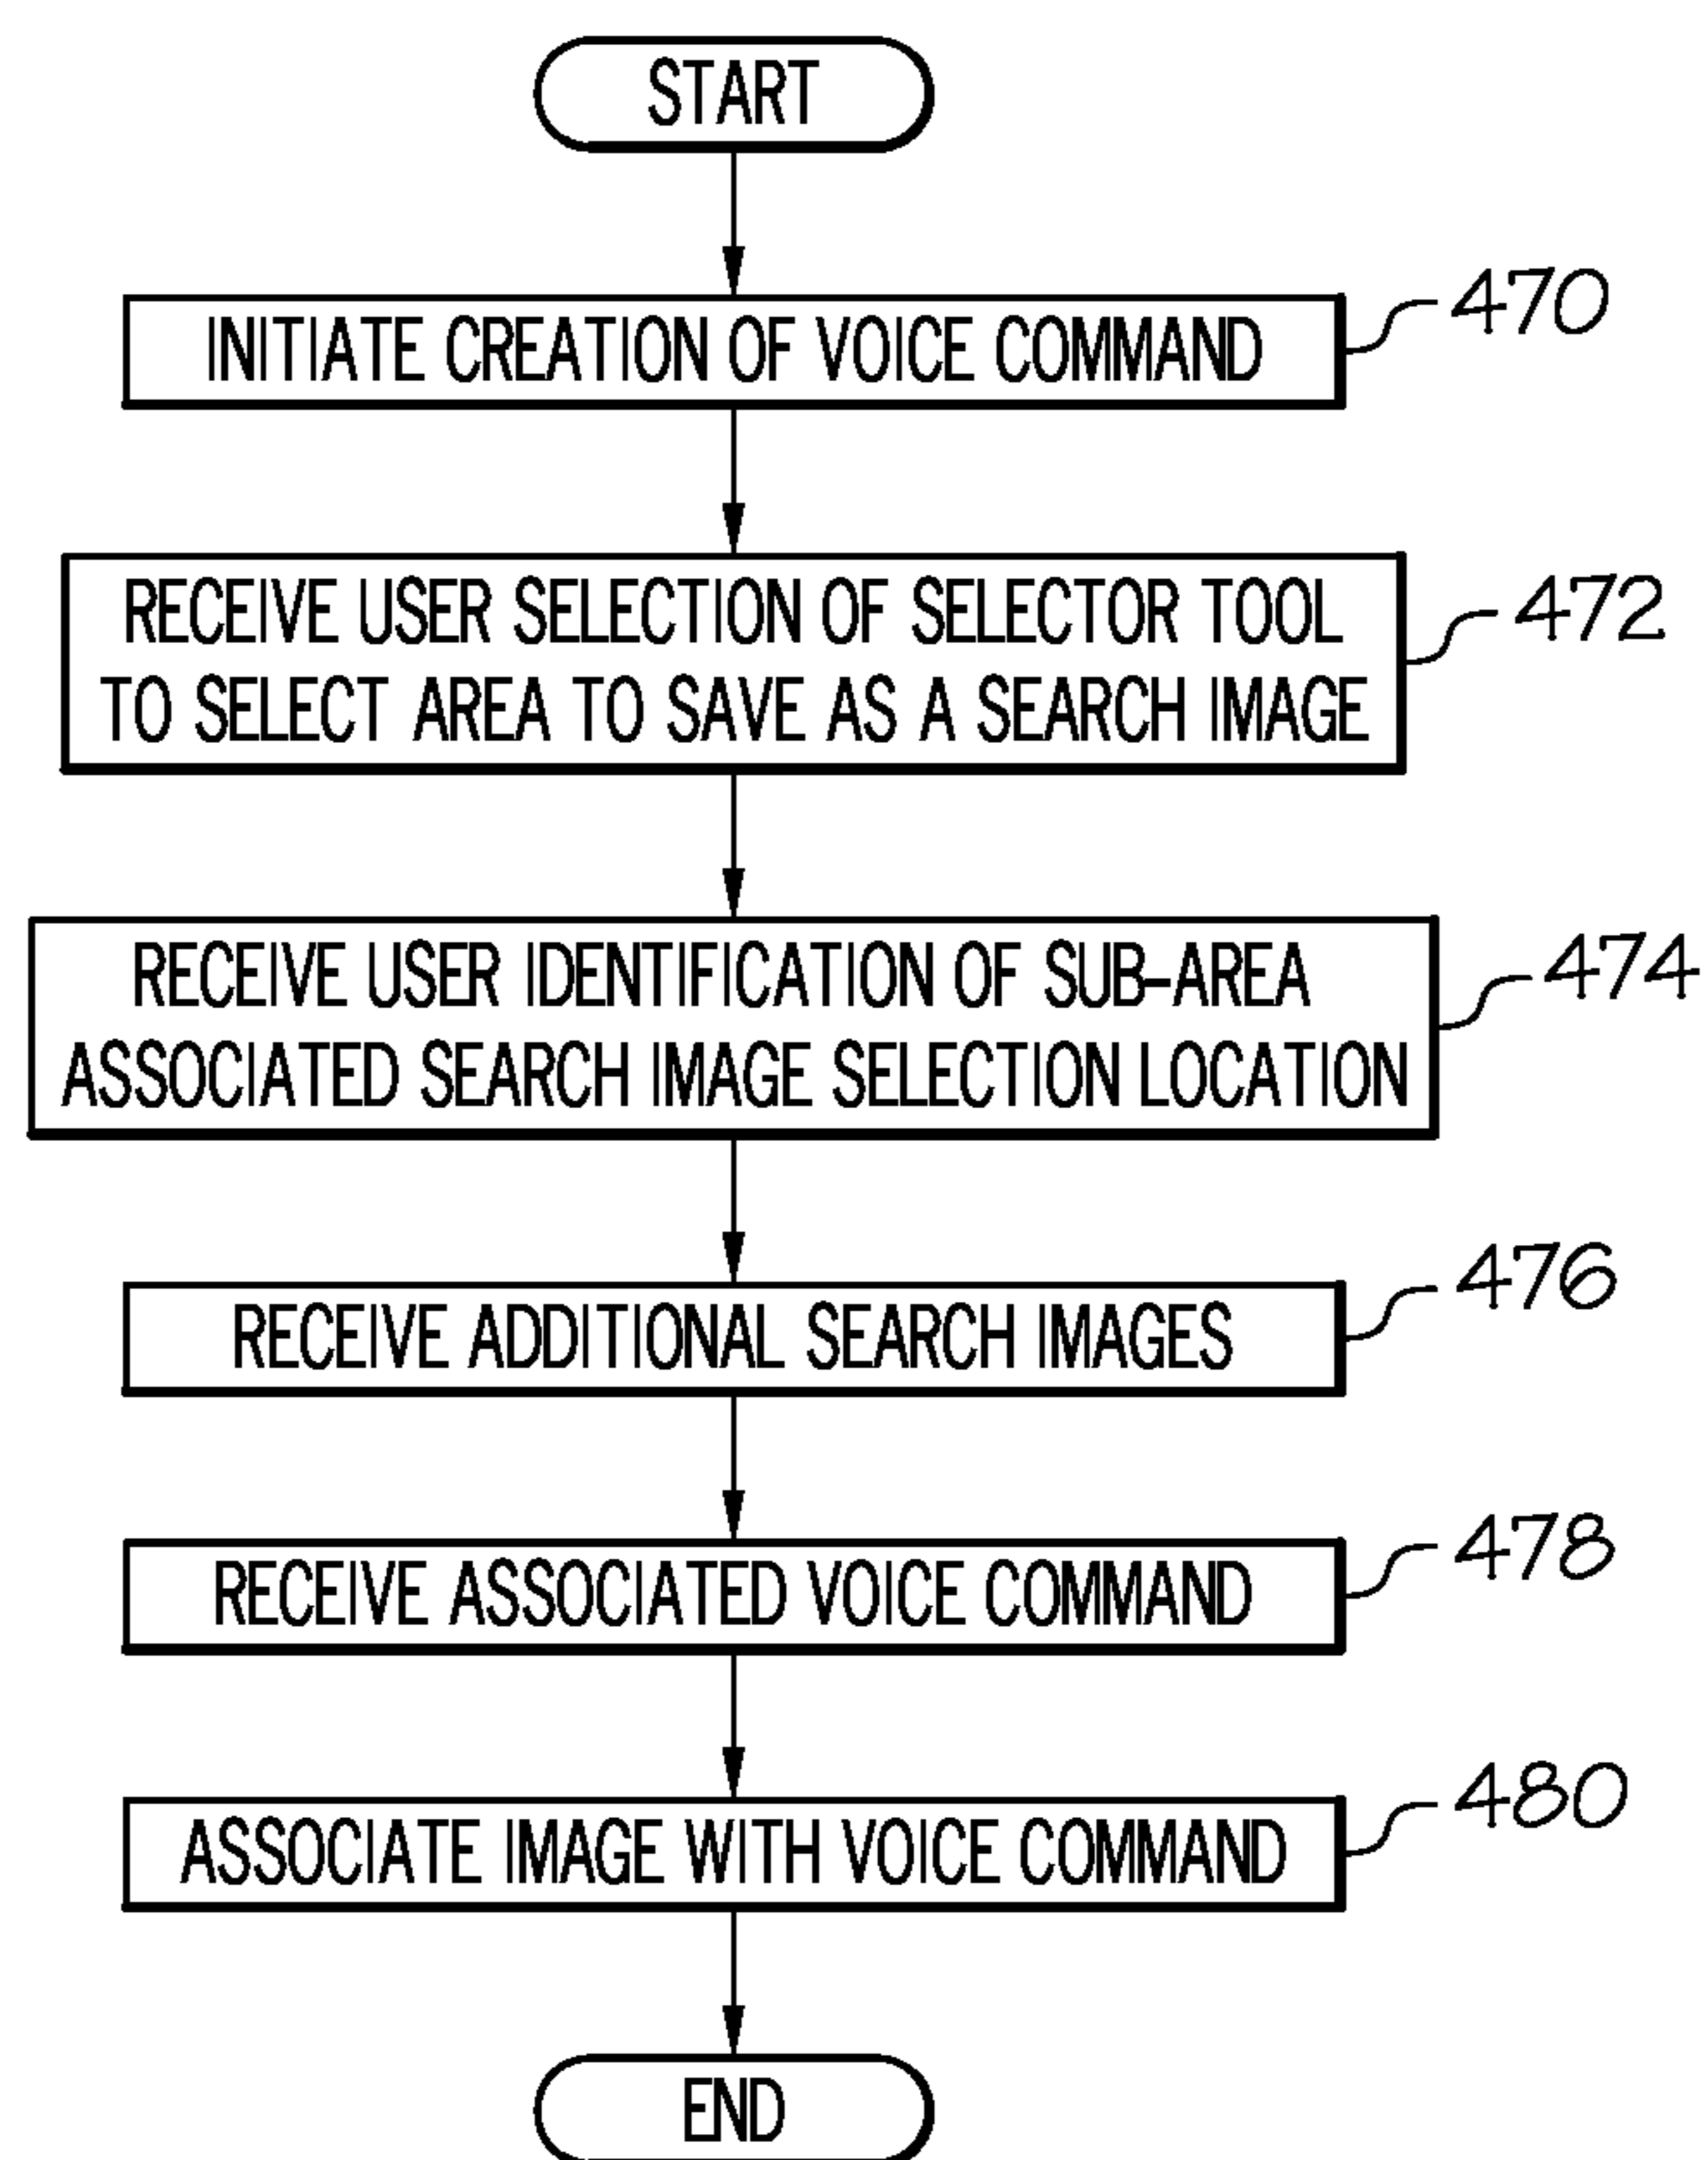 START
INITIATE CREATION OF VOICE COMMAND
470
RECEIVE USER SELECTION OF SELECTOR TOOL
TO SELECT AREA TO SAVE AS A SEARCH IMAGE
472
RECEIVE USER IDENTIFICATION OF SUB-AREA
ASSOCIATED SEARCH IMAGE SELECTION LOCATION
474
RECEIVE ADDITIONAL SEARCH IMAGES
476
RECEIVE ASSOCIATED VOICE COMMAND
478
ASSOCIATE IMAGE WITH VOICE COMMAND
480
END